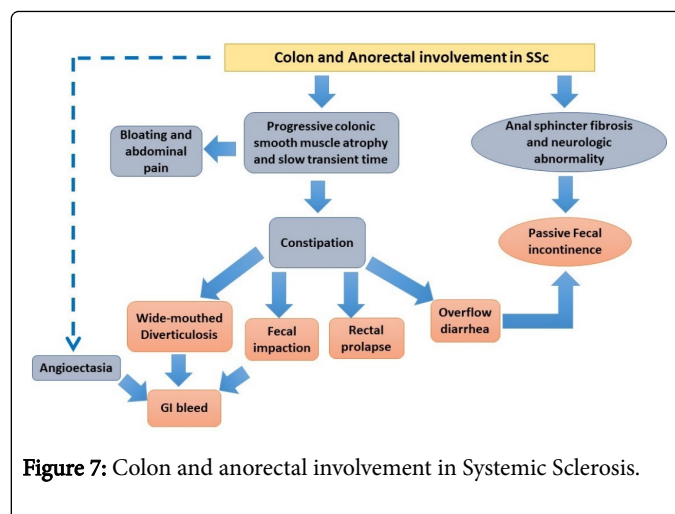 Colon and Anorectal involvement in SSc
Bloating and
abdominal
pain
Progressive colonic
smooth muscle atrophy
and slow transient time
Anal sphincter fibrosis
and neurologic
abnormality
Constipation
Passive Fecal
incontinence
Wide-mouthed
Diverticulosis
Fecal
impaction
Rectal
prolapse
Overflow
diarrhea
Angioectasia
GI bleed
Figure 7: Colon and anorectal involvement in Systemic Sclerosis.